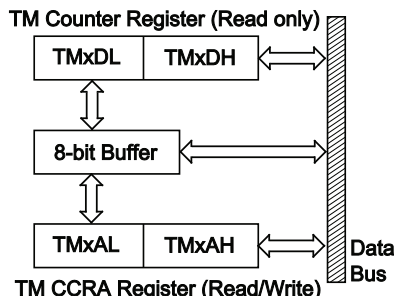 TM Counter Register (Read only)
TMxDL TMxDH
8-bit Buffer
TMxAL TMxAH
Data
Bus
TM CCRA Register (Read/Write)